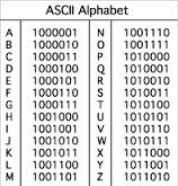 ASCII Alphabet
A 1000001 N 1001110
B 1000010 O 1001111
C 1000011 P 1010000
D 1000100 Q 1010001
E 1000101 R 1010010
F 1000110 S 1010011
G 1000111 T 1010100
H 1001000 U 1010101
I 1001001 V 1010110
J 1001010 W 1010111
K 1001011 X 1011000
L 1001100 Y 1011001
M 1001101 Z 1011010